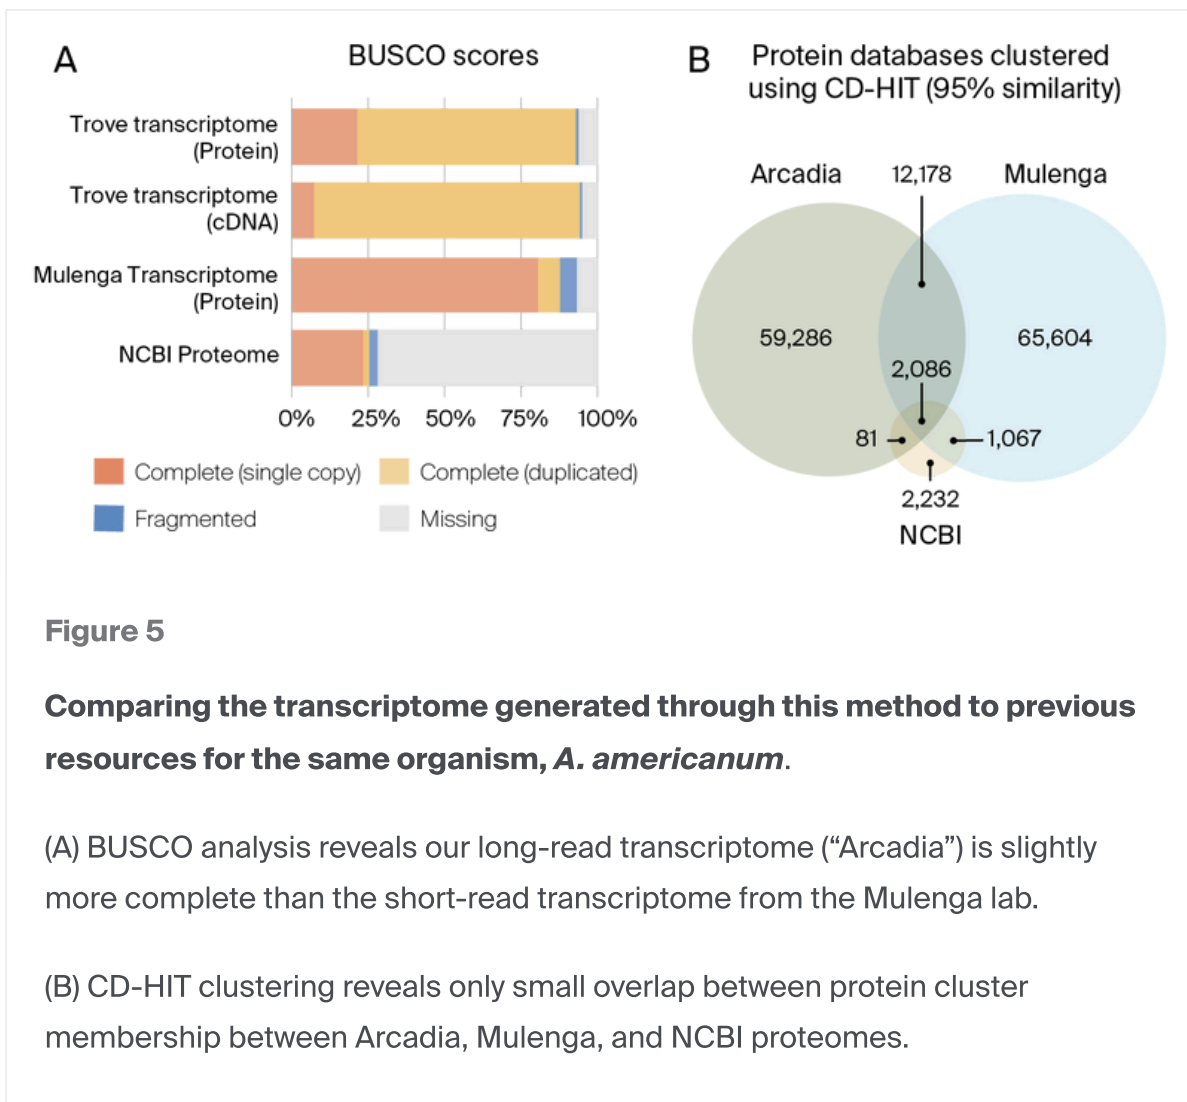 A
BUSCO scores
Trove transcriptome
(Protein)
Trove transcriptome
(cDNA)
Mulenga Transcriptome
(Protein)
NCBI Proteome
0%
25%
50%
75%
100%
Complete (single copy)
Complete (duplicated)
Fragmented
Missing
B
Protein databases clustered
using CD-HIT (95% similarity)
Arcadia
12,178
Mulenga
59,286
65,604
2,086
81
1,067
2,232
NCBI
Figure 5
Comparing the transcriptome generated through this method to previous
resources for the same organism, A. americanum.
(A) BUSCO analysis reveals our long-read transcriptome (“Arcadia”) is slightly
more complete than the short-read transcriptome from the Mulenga lab.
(B) CD-HIT clustering reveals only small overlap between protein cluster
membership between Arcadia, Mulenga, and NCBI proteomes.